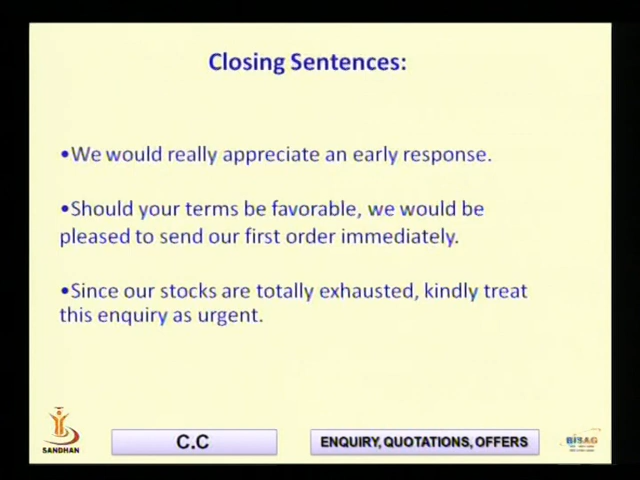 Closing Sentences:
•We would really appreciate an early response.
•Should your terms be favorable, we would be
pleased to send our first order immediately.
•Since our stocks are totally exhausted, kindly treat
this enquiry as urgent.
SANDHAN
C.C
ENQUIRY, QUOTATIONS, OFFERS
BISAG